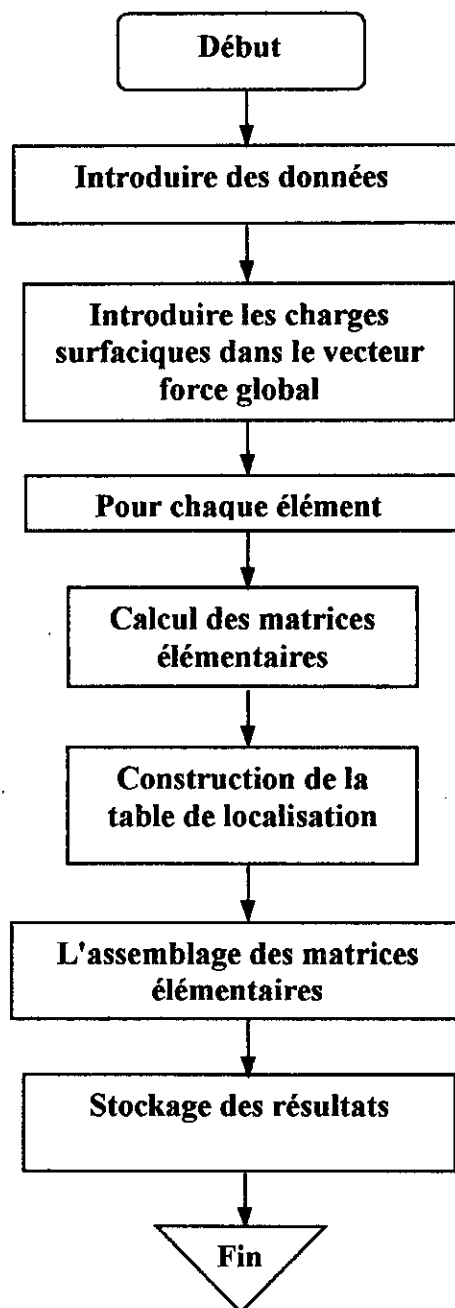 Début
Introduire des données
Introduire les charges
surfaciques dans le vecteur
force global
Pour chaque élément
Calcul des matrices
élémentaires
Construction de la
table de localisation
L'assemblage des matrices
élémentaires
Stockage des résultats
Fin